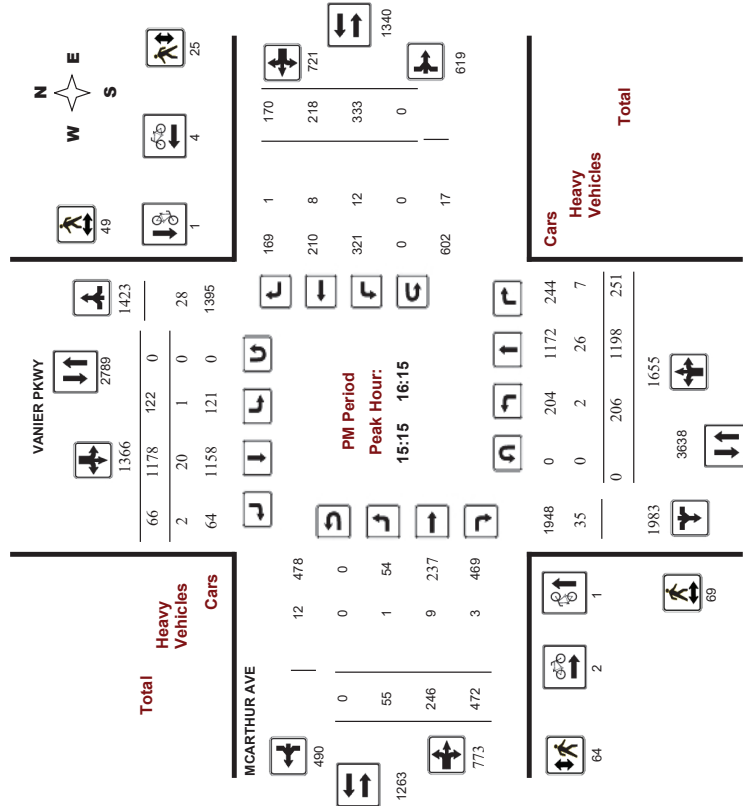 N
W E
S
49
25
1
4
VANIER PKWY
2789
1366
1423
66 1178 122 0
2 20 1 0 28
64 1158 121 0 1395
Total
Heavy
Vehicles
Cars
1340
721
619
169 1 170
210 8 218
321 12 333
0 0 0
602 17
PM Period
Peak Hour:
15:15 16:15
MCARTHUR AVE
490
1263
773
12 478
0 0 0
55 1 54
246 9 237
472 3 469
Cars
Heavy
Vehicles
Total
1948 0 204 1172 244
35 0 2 26 7
0 206 1198 251
1983
1655
3638
64
2
1
69